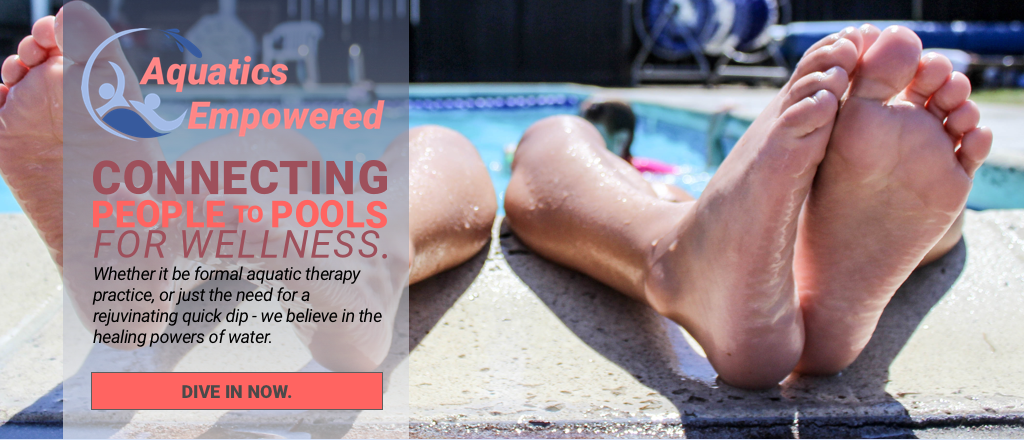 Aquatics
Empowered
CONNECTING
PEOPLE TO POOLS
FOR WELLNESS.
Whether it be formal aquatic therapy
practice, or just the need for a
rejuvinating quick dip - we believe in the
healing powers of water.
DIVE IN NOW.